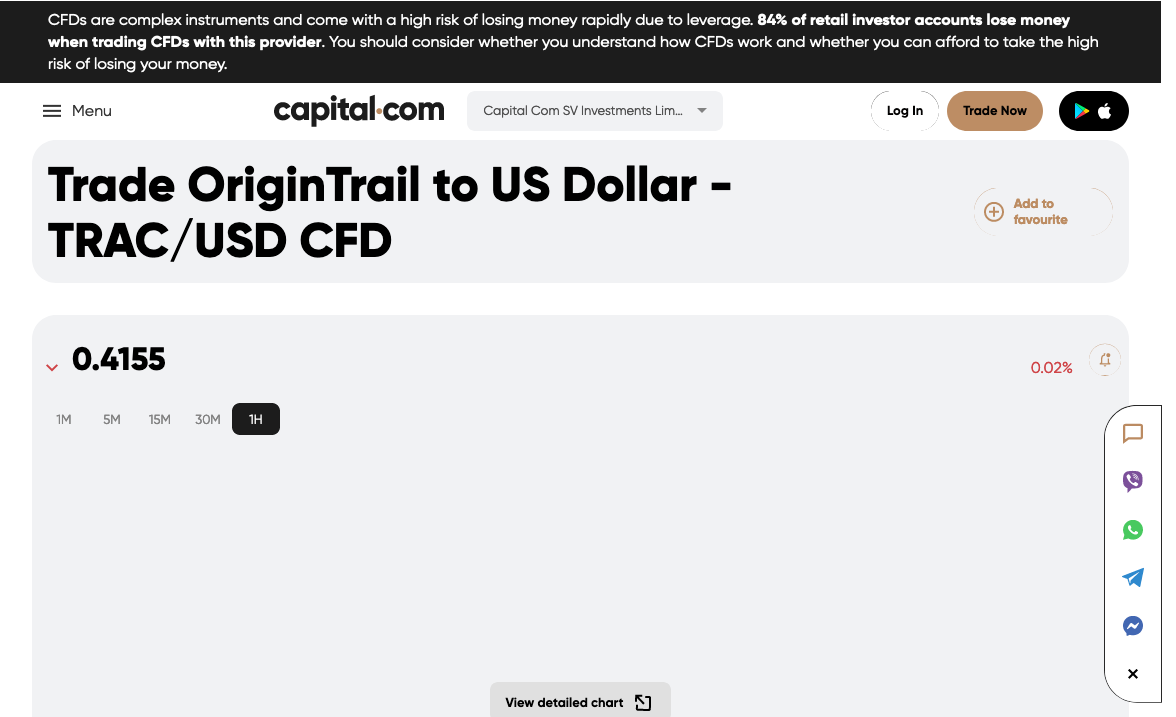 CFDs are complex instruments and come with a high risk of losing money rapidly due to leverage. 84% of retail investor accounts lose money
when trading CFDs with this provider. You should consider whether you understand how CFDs work and whether you can afford to take the high
risk of losing your money.
Menu
capital.com
Capital Com SV Investments Lim...
Log In
Trade Now
Trade OriginTrail to US Dollar -
TRAC/USD CFD
Add to
favourite
0.4155
0.02%
1M
5M
15M
30M
1H
View detailed chart